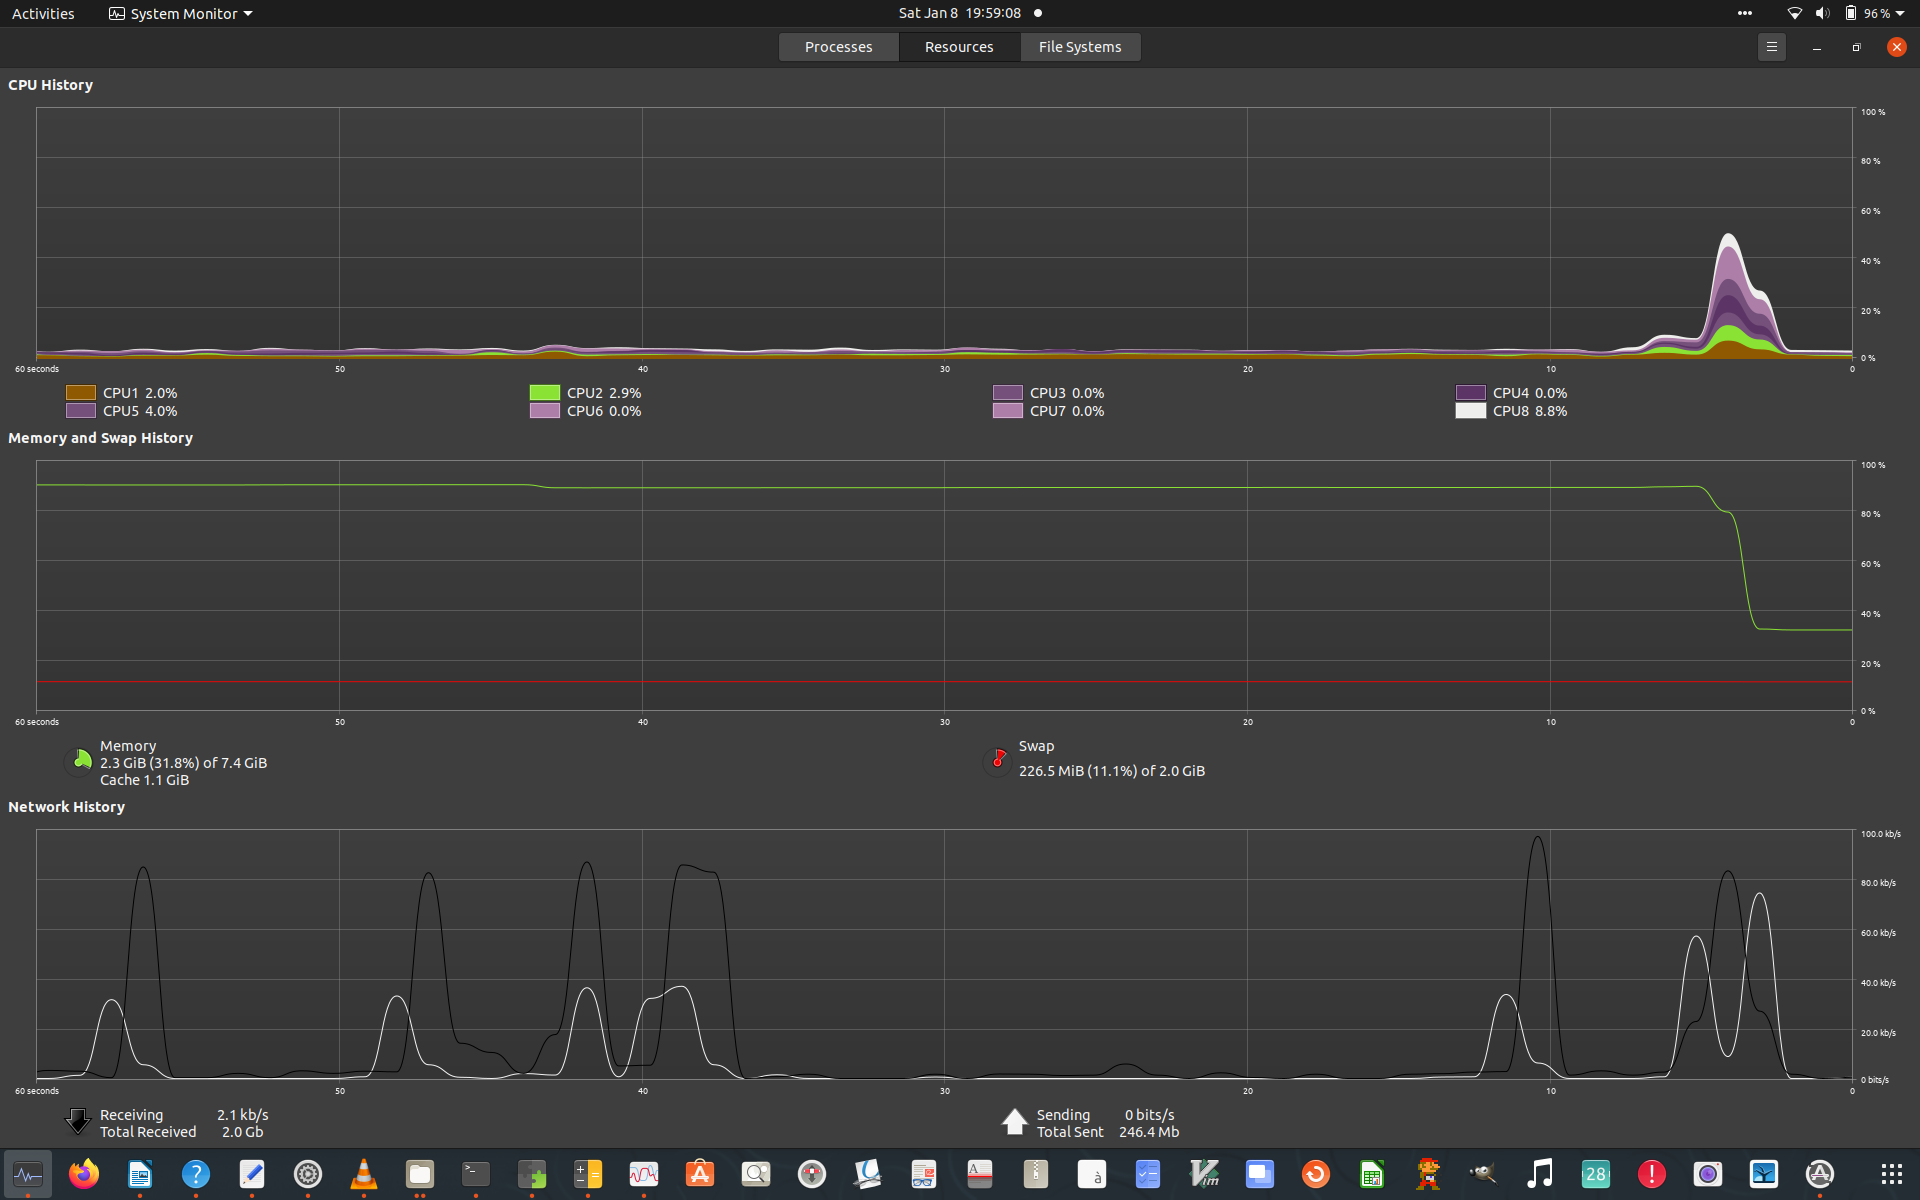 Activities System Monitor Sat Jan 8 19:59:08 96 %
Processes Resources File Systems
CPU History
100 %
80 %
60 %
40 %
20 %
0 %
60 seconds 50 40 30 20 10 0
CPU1 2.0% CPU2 2.9% CPU3 0.0% CPU4 0.0%
CPU5 4.0% CPU6 0.0% CPU7 0.0% CPU8 8.8%
Memory and Swap History
100 %
80 %
60 %
40 %
20 %
0 %
60 seconds 50 40 30 20 10 0
Memory
2.3 GiB (31.8%) of 7.4 GiB
Cache 1.1 GiB
Swap
226.5 MiB (11.1%) of 2.0 GiB
Network History
100.0 kb/s
80.0 kb/s
60.0 kb/s
40.0 kb/s
20.0 kb/s
0 bits/s
60 seconds 50 40 30 20 10 0
Receiving 2.1 kb/s
Total Received 2.0 Gb
Sending 0 bits/s
Total Sent 246.4 Mb
? >_ A à Vim 28 !